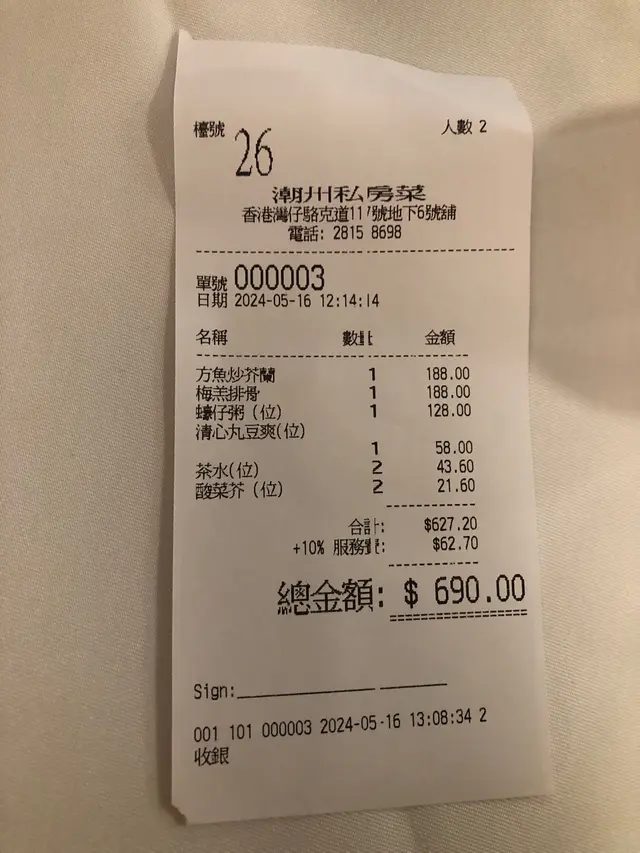 檯號 26 人數 2
潮州私房菜
香港灣仔駱克道117號地下6號舖
電話: 2815 8698
單號 000003
日期 2024-05-16 12:14:14
名稱 數量 金額
方魚炒芥蘭 1 188.00
梅羔排骨 1 188.00
蠔仔粥 (位) 1 128.00
清心丸豆爽(位)
1 58.00
茶水(位) 2 43.60
酸菜芥 (位) 2 21.60
合計: $627.20
+10% 服務費: $62.70
總金額: $ 690.00
Sign:
001 101 000003 2024-05-16 13:08:34 2
收銀